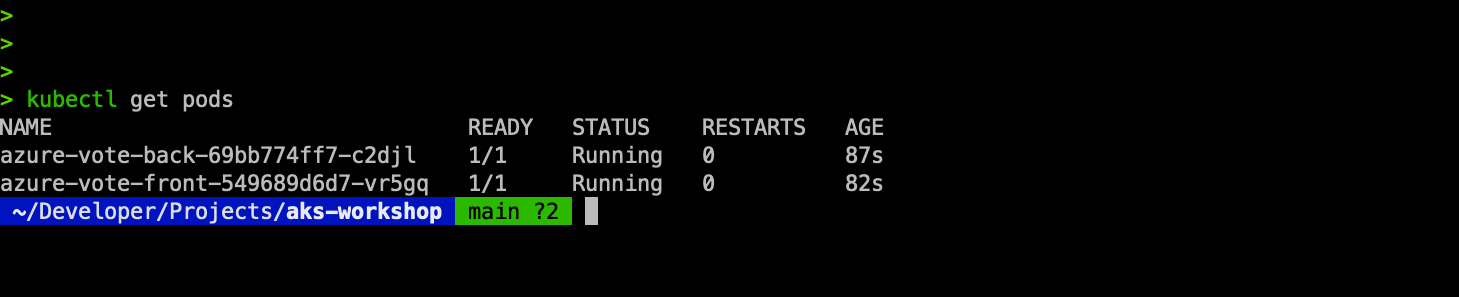 >
>
>
> kubectl get pods
NAME READY STATUS RESTARTS AGE
azure-vote-back-69bb774ff7-c2djl 1/1 Running 0 87s
azure-vote-front-549689d6d7-vr5gq 1/1 Running 0 82s
~/Developer/Projects/aks-workshop main ?2